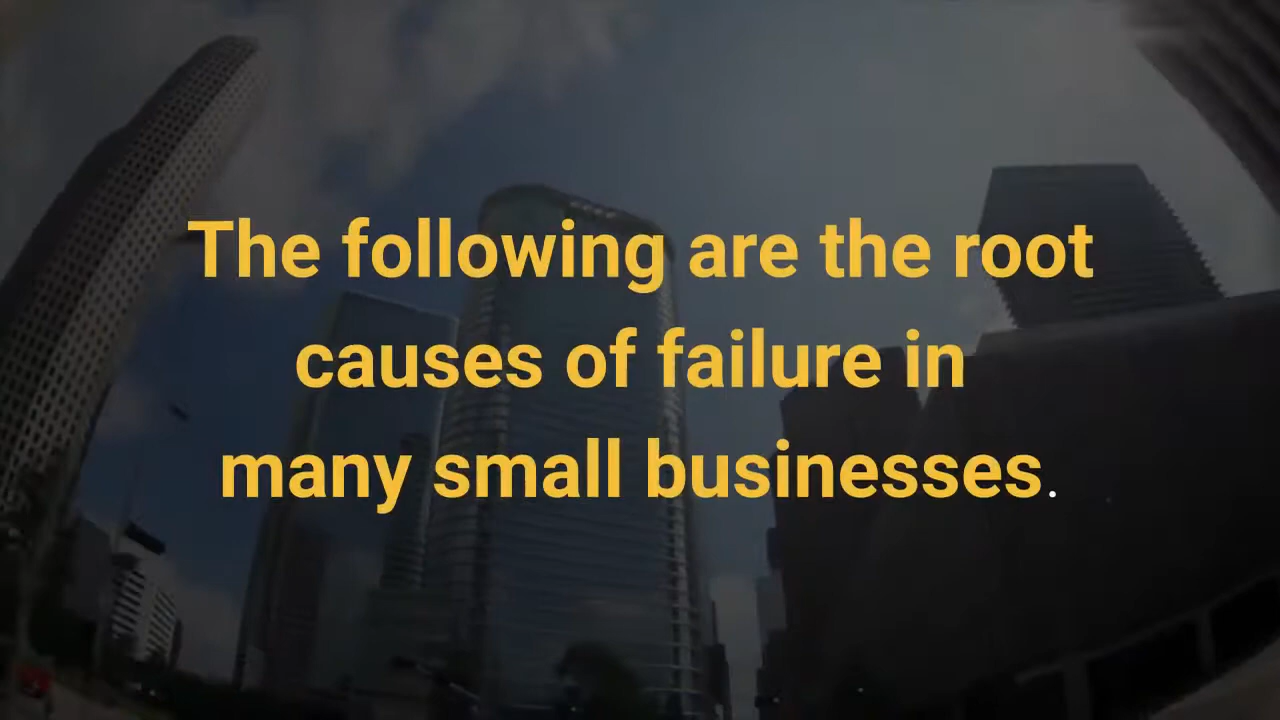 The following are the root
causes of failure in
many small businesses.